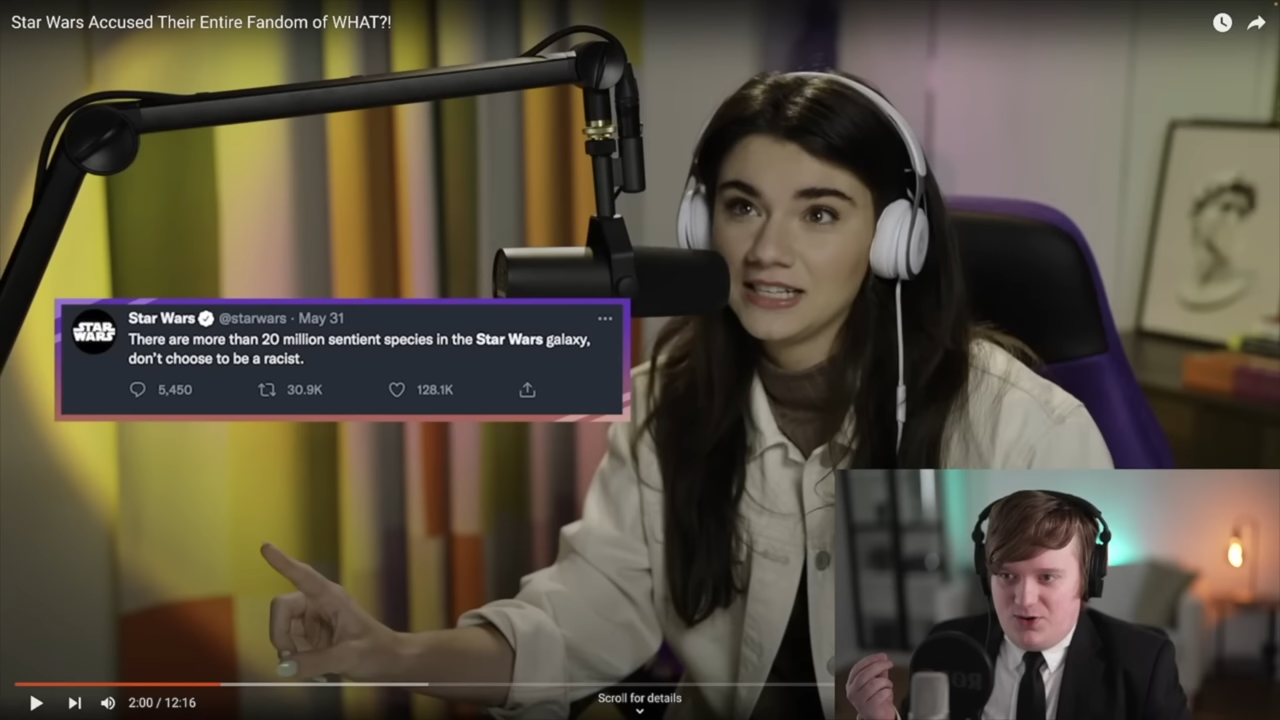 Star Wars Accused Their Entire Fandom of WHAT?!
STAR
WARS
Star Wars @starwars · May 31
There are more than 20 million sentient species in the Star Wars galaxy,
don't choose to be a racist.
5,450 30.9K 128.1K
Scroll for details
2:00 / 12:16